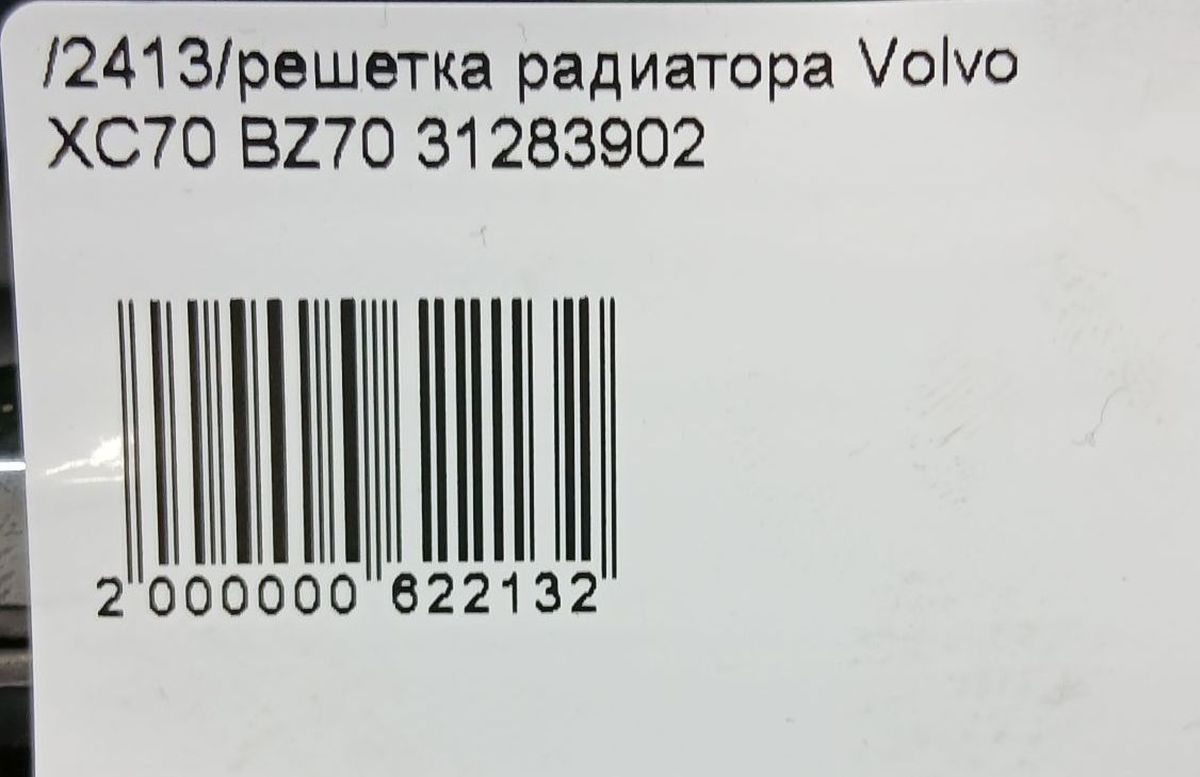 /2413/решетка радиатора Volvo
XC70 BZ70 31283902
2 000000 622132